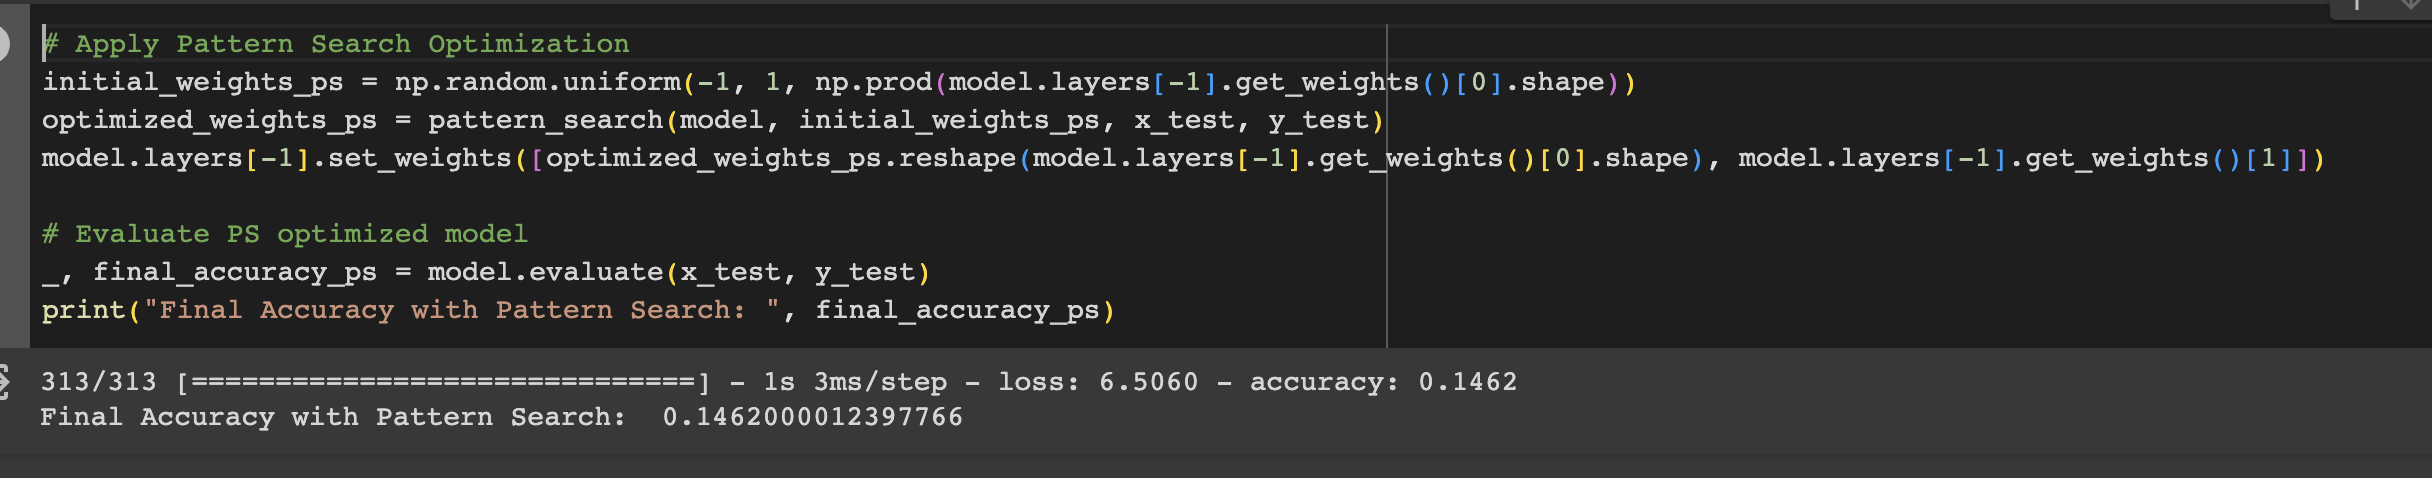 # Apply Pattern Search Optimization
initial_weights_ps = np.random.uniform(-1, 1, np.prod(model.layers[-1].get_weights()[0].shape))
optimized_weights_ps = pattern_search(model, initial_weights_ps, x_test, y_test)
model.layers[-1].set_weights([optimized_weights_ps.reshape(model.layers[-1].get_weights()[0].shape), model.layers[-1].get_weights()[1]])
# Evaluate PS optimized model
_, final_accuracy_ps = model.evaluate(x_test, y_test)
print("Final Accuracy with Pattern Search: ", final_accuracy_ps)
313/313 [==============================] - 1s 3ms/step - loss: 6.5060 - accuracy: 0.1462
Final Accuracy with Pattern Search:  0.1462000012397766